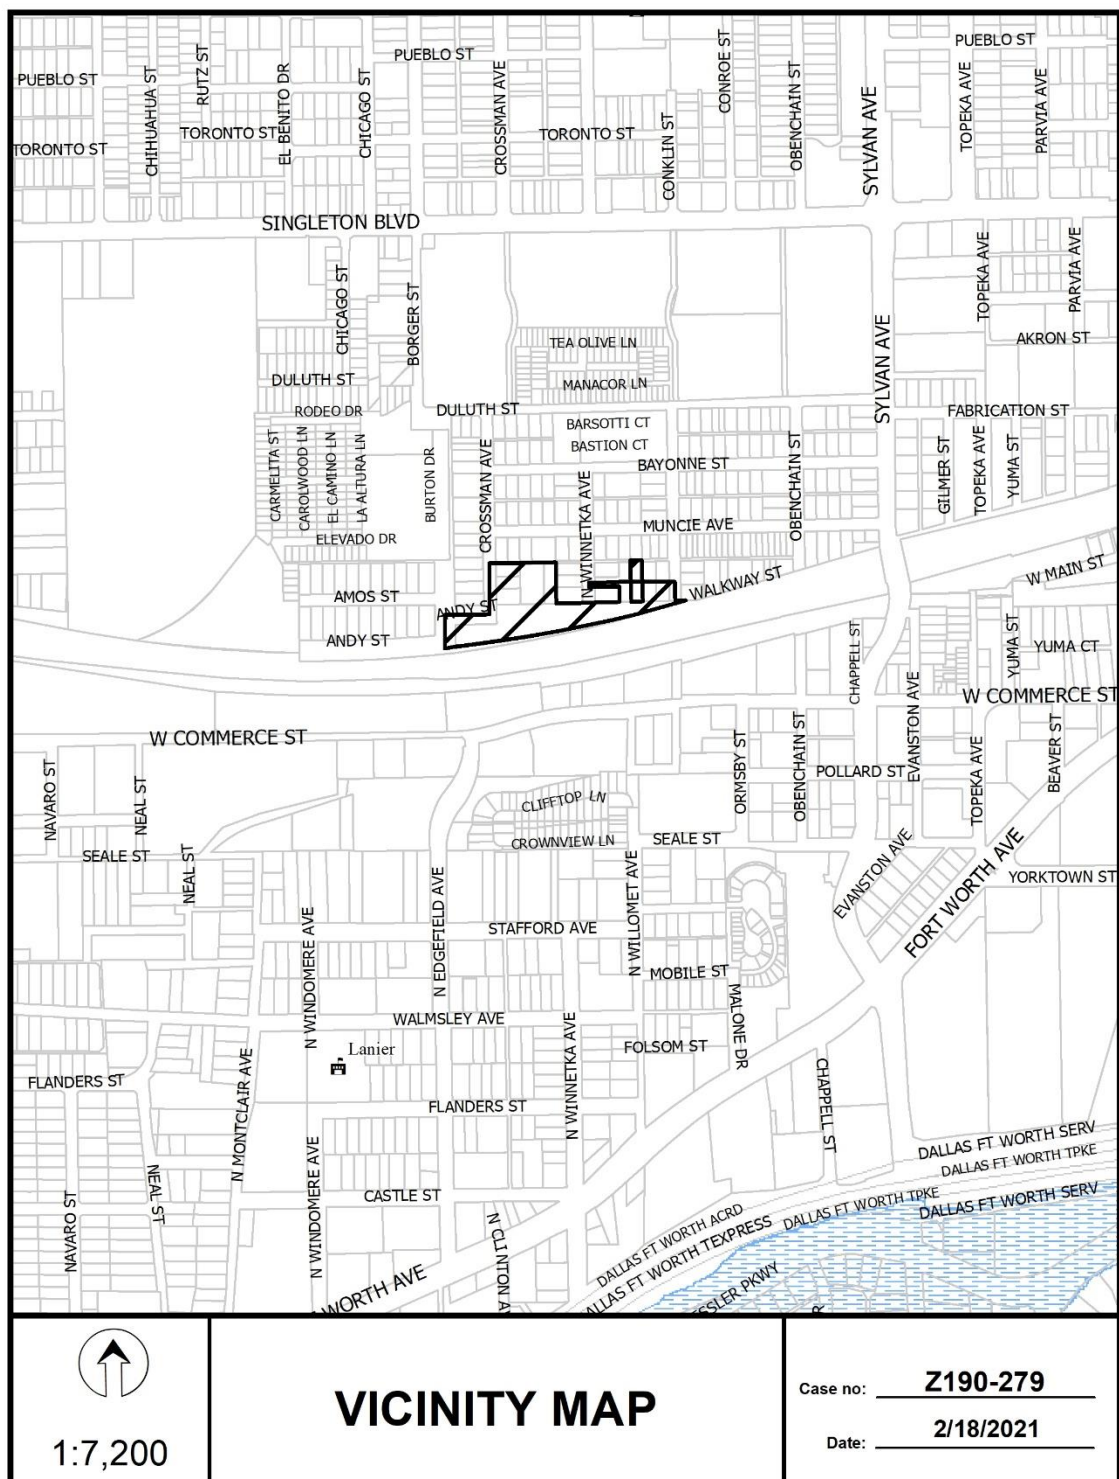 PUEBLO ST
CHIHUAHUA ST
RUTZ ST
EL BENITO DR
CHICAGO ST
PUEBLO ST
CROSSMAN AVE
CONROE ST
OBENCHAIN ST
SYLVAN AVE
PUEBLO ST
TOPEKA AVE
PARVIA AVE
TORONTO ST
TORONTO ST
TORONTO ST
CONKLIN ST
SINGLETON BLVD
CHICAGO ST
BORGER ST
TOPEKA AVE
PARVIA AVE
TEA OLIVE LN
AKRON ST
SYLVAN AVE
DULUTH ST
MANACOR LN
RODEO DR
DULUTH ST
BARSOTTI CT
FABRICATION ST
BASTION CT
CARMELITA ST
CAROLWOOD LN
EL CAMINO LN
LA ALTURA LN
BURTON DR
CROSSMAN AVE
BAYONNE ST
OBENCHAIN ST
GILMER ST
TOPEKA AVE
YUMA ST
N WINNETKA AVE
MUNCIE AVE
ELEVADO DR
WALKWAY ST
W MAIN ST
AMOS ST
ANDY ST
ANDY ST
CHAPPELL ST
YUMA ST
YUMA CT
EVANSTON AVE
W COMMERCE ST
W COMMERCE ST
NAVARO ST
NEAL ST
ORMSBY ST
OBENCHAIN ST
POLLARD ST
TOPEKA AVE
BEAVER ST
CLIFFTOP LN
CROWNVIEW LN
SEALE ST
SEALE ST
NEAL ST
EVANSTON AVE
FORT WORTH AVE
YORKTOWN ST
N WINDOMERE AVE
N EDGEFIELD AVE
STAFFORD AVE
N WILLOMET AVE
MOBILE ST
MALONE DR
WALMSLEY AVE
N WINNETKA AVE
FOLSOM ST
Lanier
FLANDERS ST
N MONTCLAIR AVE
FLANDERS ST
CHAPPELL ST
DALLAS FT WORTH SERV
DALLAS FT WORTH TPKE
NAVARO ST
NEAL ST
N WINDOMERE AVE
CASTLE ST
N CLINTON A
DALLAS FT WORTH ACRD
DALLAS FT WORTH TPKE
DALLAS FT WORTH SERV
ALLAS FT WORTH TEXPRESS
SSLER PKWY
WORTH AVE
R
1:7,200
VICINITY MAP
Case no: Z190-279
Date: 2/18/2021